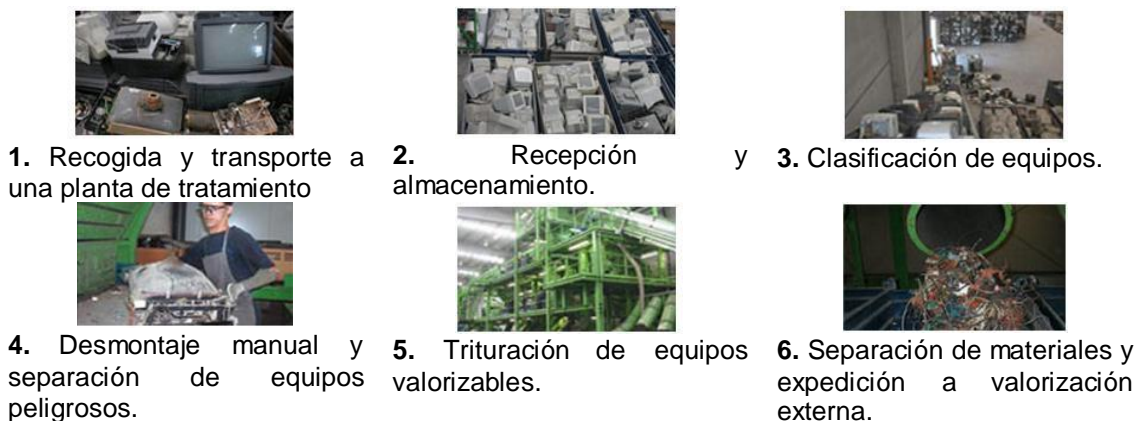 1. Recogida y transporte a
una planta de tratamiento
2. Recepción y
almacenamiento.
3. Clasificación de equipos.
4. Desmontaje manual y
separación de equipos
peligrosos.
5. Trituración de equipos
valorizables.
6. Separación de materiales y
expedición a valorización
externa.